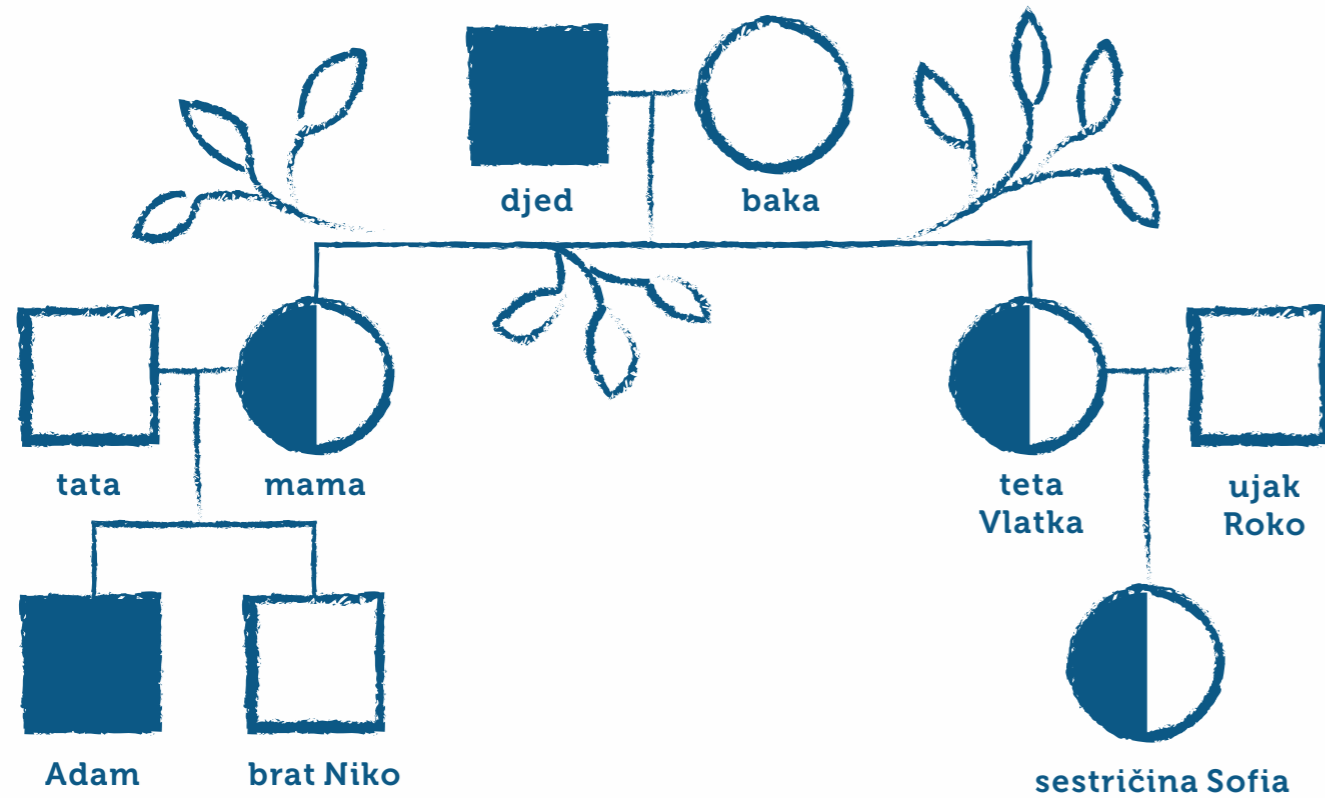 djed
baka
tata
mama
teta
Vlatka
ujak
Roko
Adam
brat Niko
sestričina Sofia